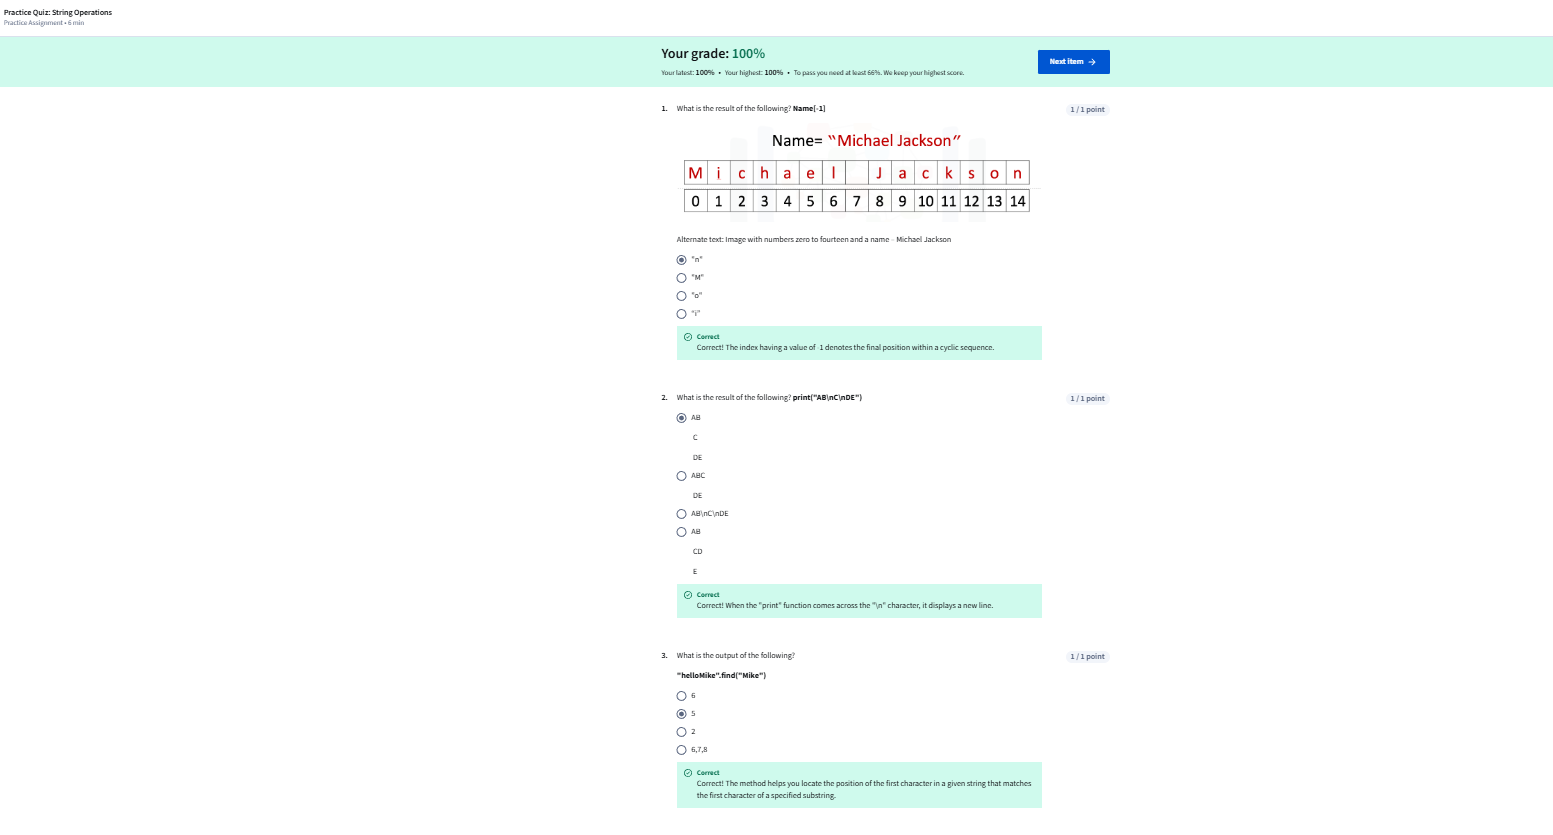 Practice Quiz: String Operations
Practice Assignment • 6 min
Your grade: 100%
Your latest: 100% • Your highest: 100% • To pass you need at least 66%. We keep your highest score.
Next item →
1. What is the result of the following? Name[-1]
1 / 1 point
Name= "Michael Jackson"
M i c h a e l J a c k s o n
0 1 2 3 4 5 6 7 8 9 10 11 12 13 14
Alternate text: Image with numbers zero to fourteen and a name - Michael Jackson
"n"
"M"
"o"
"i"
Correct
Correct! The index having a value of -1 denotes the final position within a cyclic sequence.
2. What is the result of the following? print("AB\nC\nDE")
1 / 1 point
AB
C
DE
ABC
DE
AB\nC\nDE
AB
CD
E
Correct
Correct! When the "print" function comes across the "\n" character, it displays a new line.
3. What is the output of the following?
1 / 1 point
"helloMike".find("Mike")
6
5
2
6,7,8
Correct
Correct! The method helps you locate the position of the first character in a given string that matches
the first character of a specified substring.